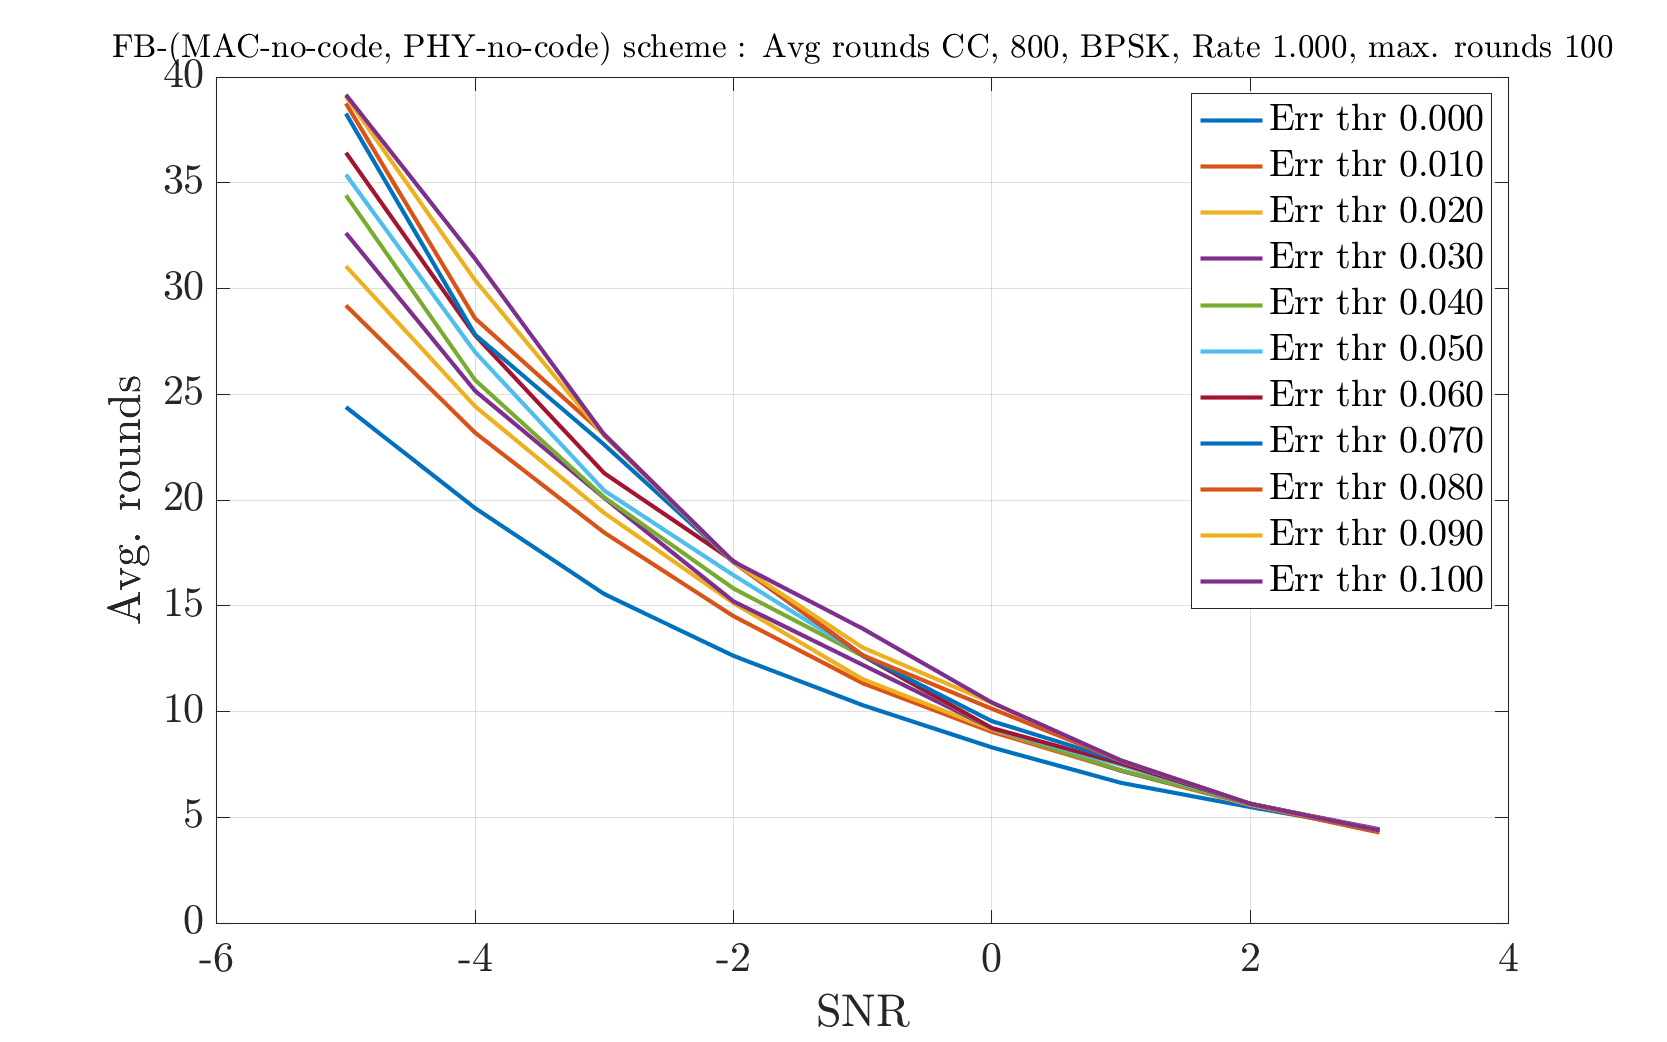 FB-(MAC-no-code, PHY-no-code) scheme : Avg rounds CC, 800, BPSK, Rate 1.000, max. rounds 100
40
35
30
25
20
15
10
5
0
Avg. rounds
-6 -4 -2 0 2 4
SNR
Err thr 0.000
Err thr 0.010
Err thr 0.020
Err thr 0.030
Err thr 0.040
Err thr 0.050
Err thr 0.060
Err thr 0.070
Err thr 0.080
Err thr 0.090
Err thr 0.100